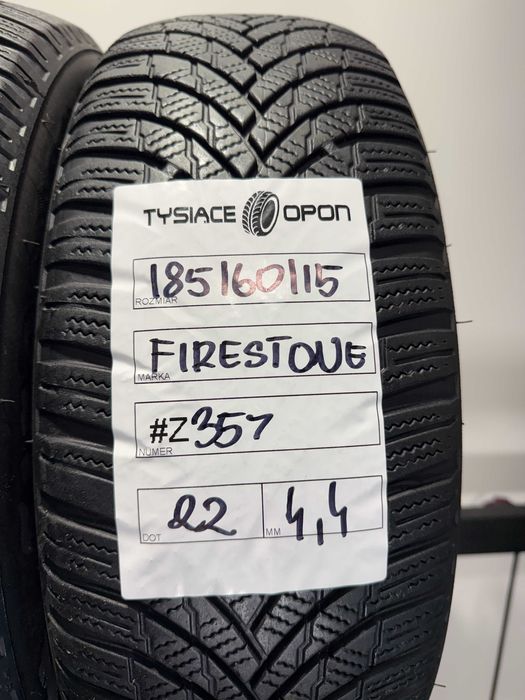 TYSIACE OPON
185/60/15
ROZMIAR
FIRESTONE
MARKA
#Z357
NUMER
22 4,4
DOT MM